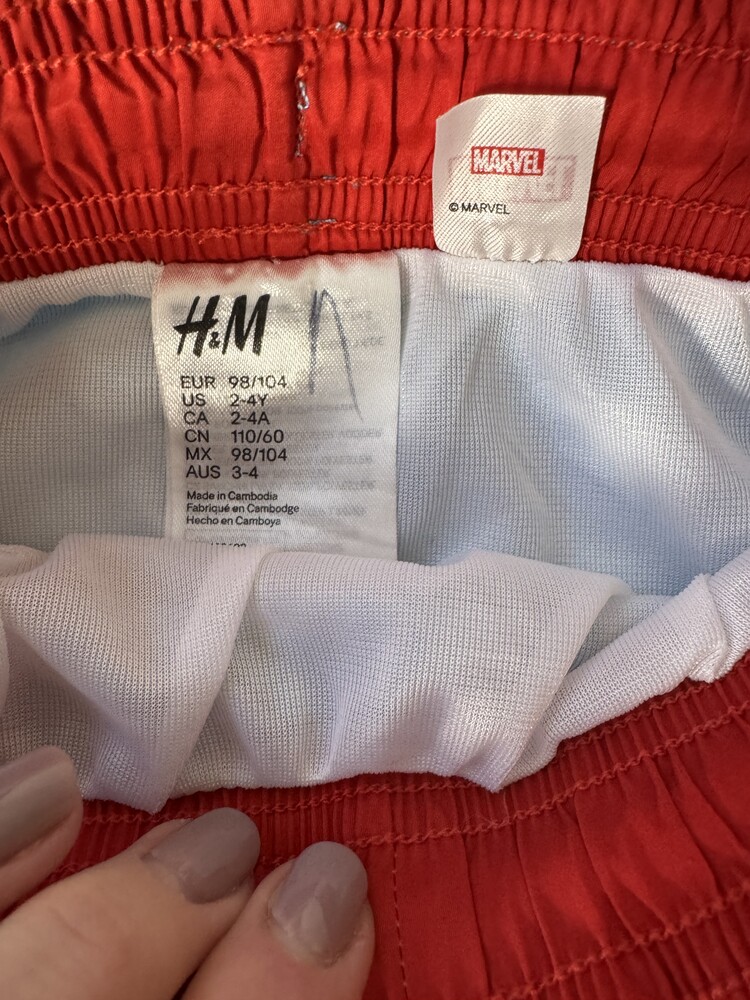 MARVEL
© MARVEL
H&M
EUR 98/104
US 2-4Y
CA 2-4A
CN 110/60
MX 98/104
AUS 3-4
Made in Cambodia
Fabriqué en Cambodge
Hecho en Camboya